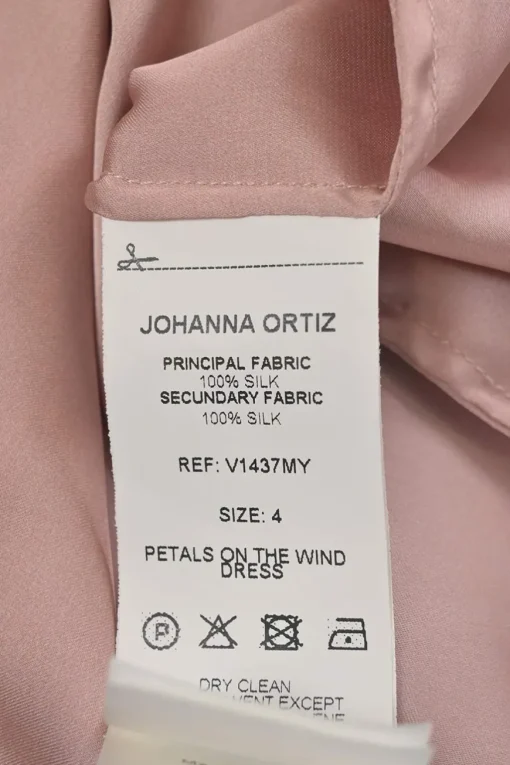 JOHANNA ORTIZ
PRINCIPAL FABRIC
100% SILK
SECUNDARY FABRIC
100% SILK
REF: V1437MY
SIZE: 4
PETALS ON THE WIND
DRESS
P
DRY CLEAN
EXCEPT